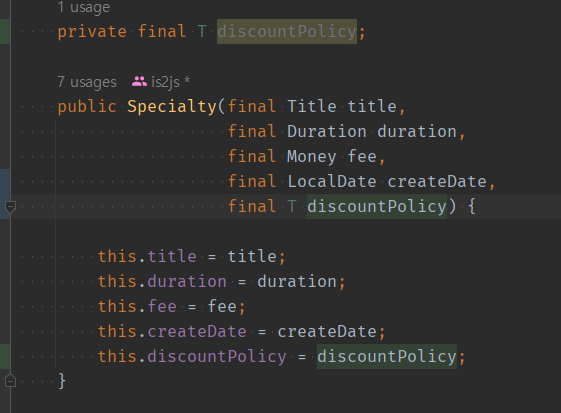 1 usage
private final T discountPolicy;
7 usages is2js *
public Specialty(final Title title,
final Duration duration,
final Money fee,
final LocalDate createDate,
final T discountPolicy) {
this.title = title;
this.duration = duration;
this.fee = fee;
this.createDate = createDate;
this.discountPolicy = discountPolicy;
}